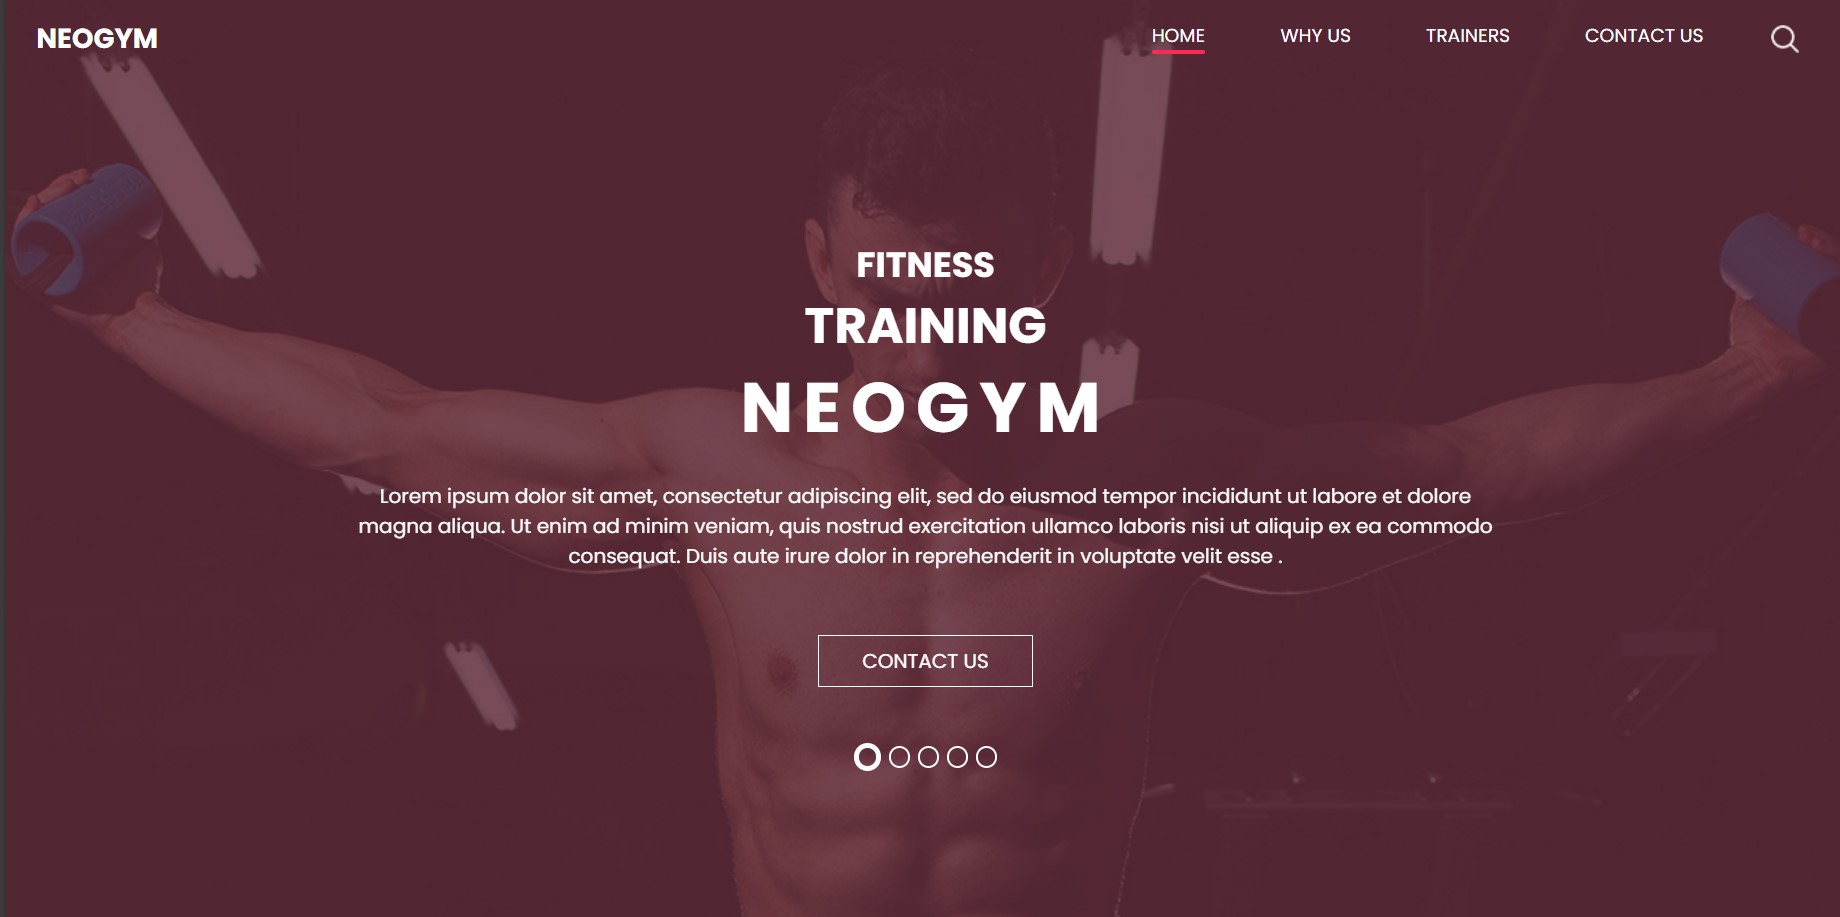 NEOGYM
HOME
WHY US
TRAINERS
CONTACT US
FITNESS
TRAINING
NEOGYM
Lorem ipsum dolor sit amet, consectetur adipiscing elit, sed do eiusmod tempor incididunt ut labore et dolore
magna aliqua. Ut enim ad minim veniam, quis nostrud exercitation ullamco laboris nisi ut aliquip ex ea commodo
consequat. Duis aute irure dolor in reprehenderit in voluptate velit esse .
CONTACT US